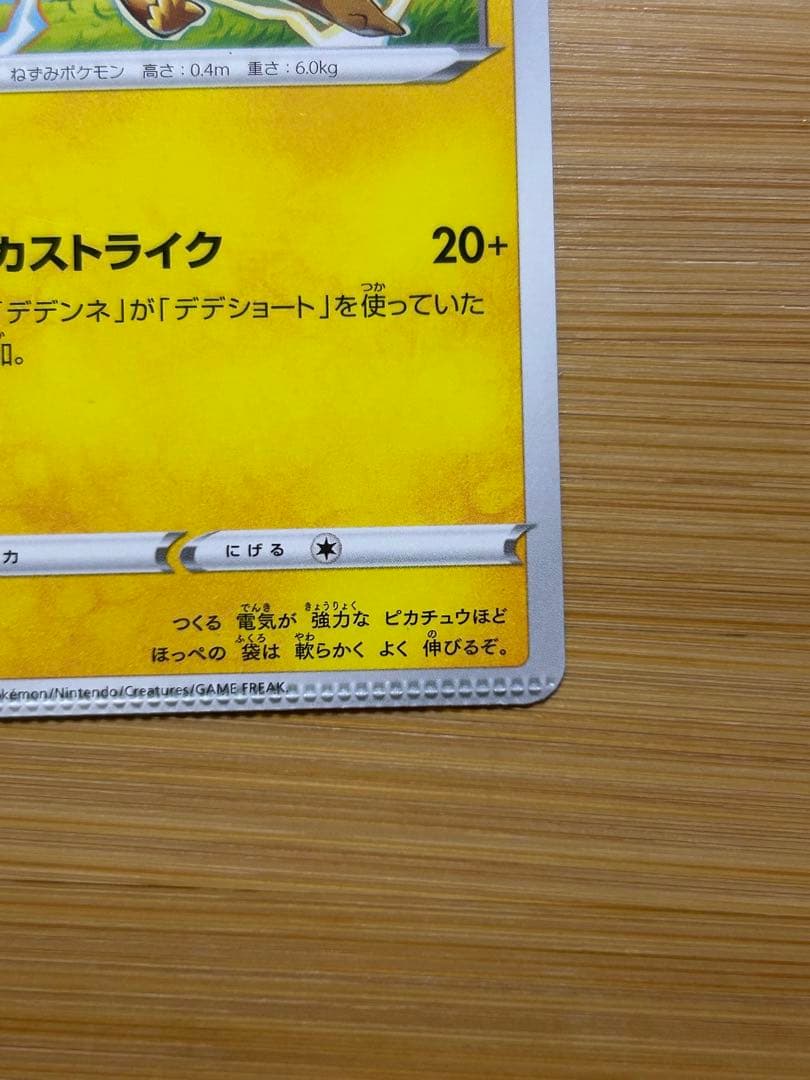 ねずみポケモン 高さ：0.4m 重さ：6.0kg
カストライク 20+
「デデンネ」が「デデショート」を使っていた
加。
カ
にげる
つくる 電気が 強力な ピカチュウほど
ほっぺの 袋は 軟らかく よく 伸びるぞ。
okémon/Nintendo/Creatures/GAME FREAK.